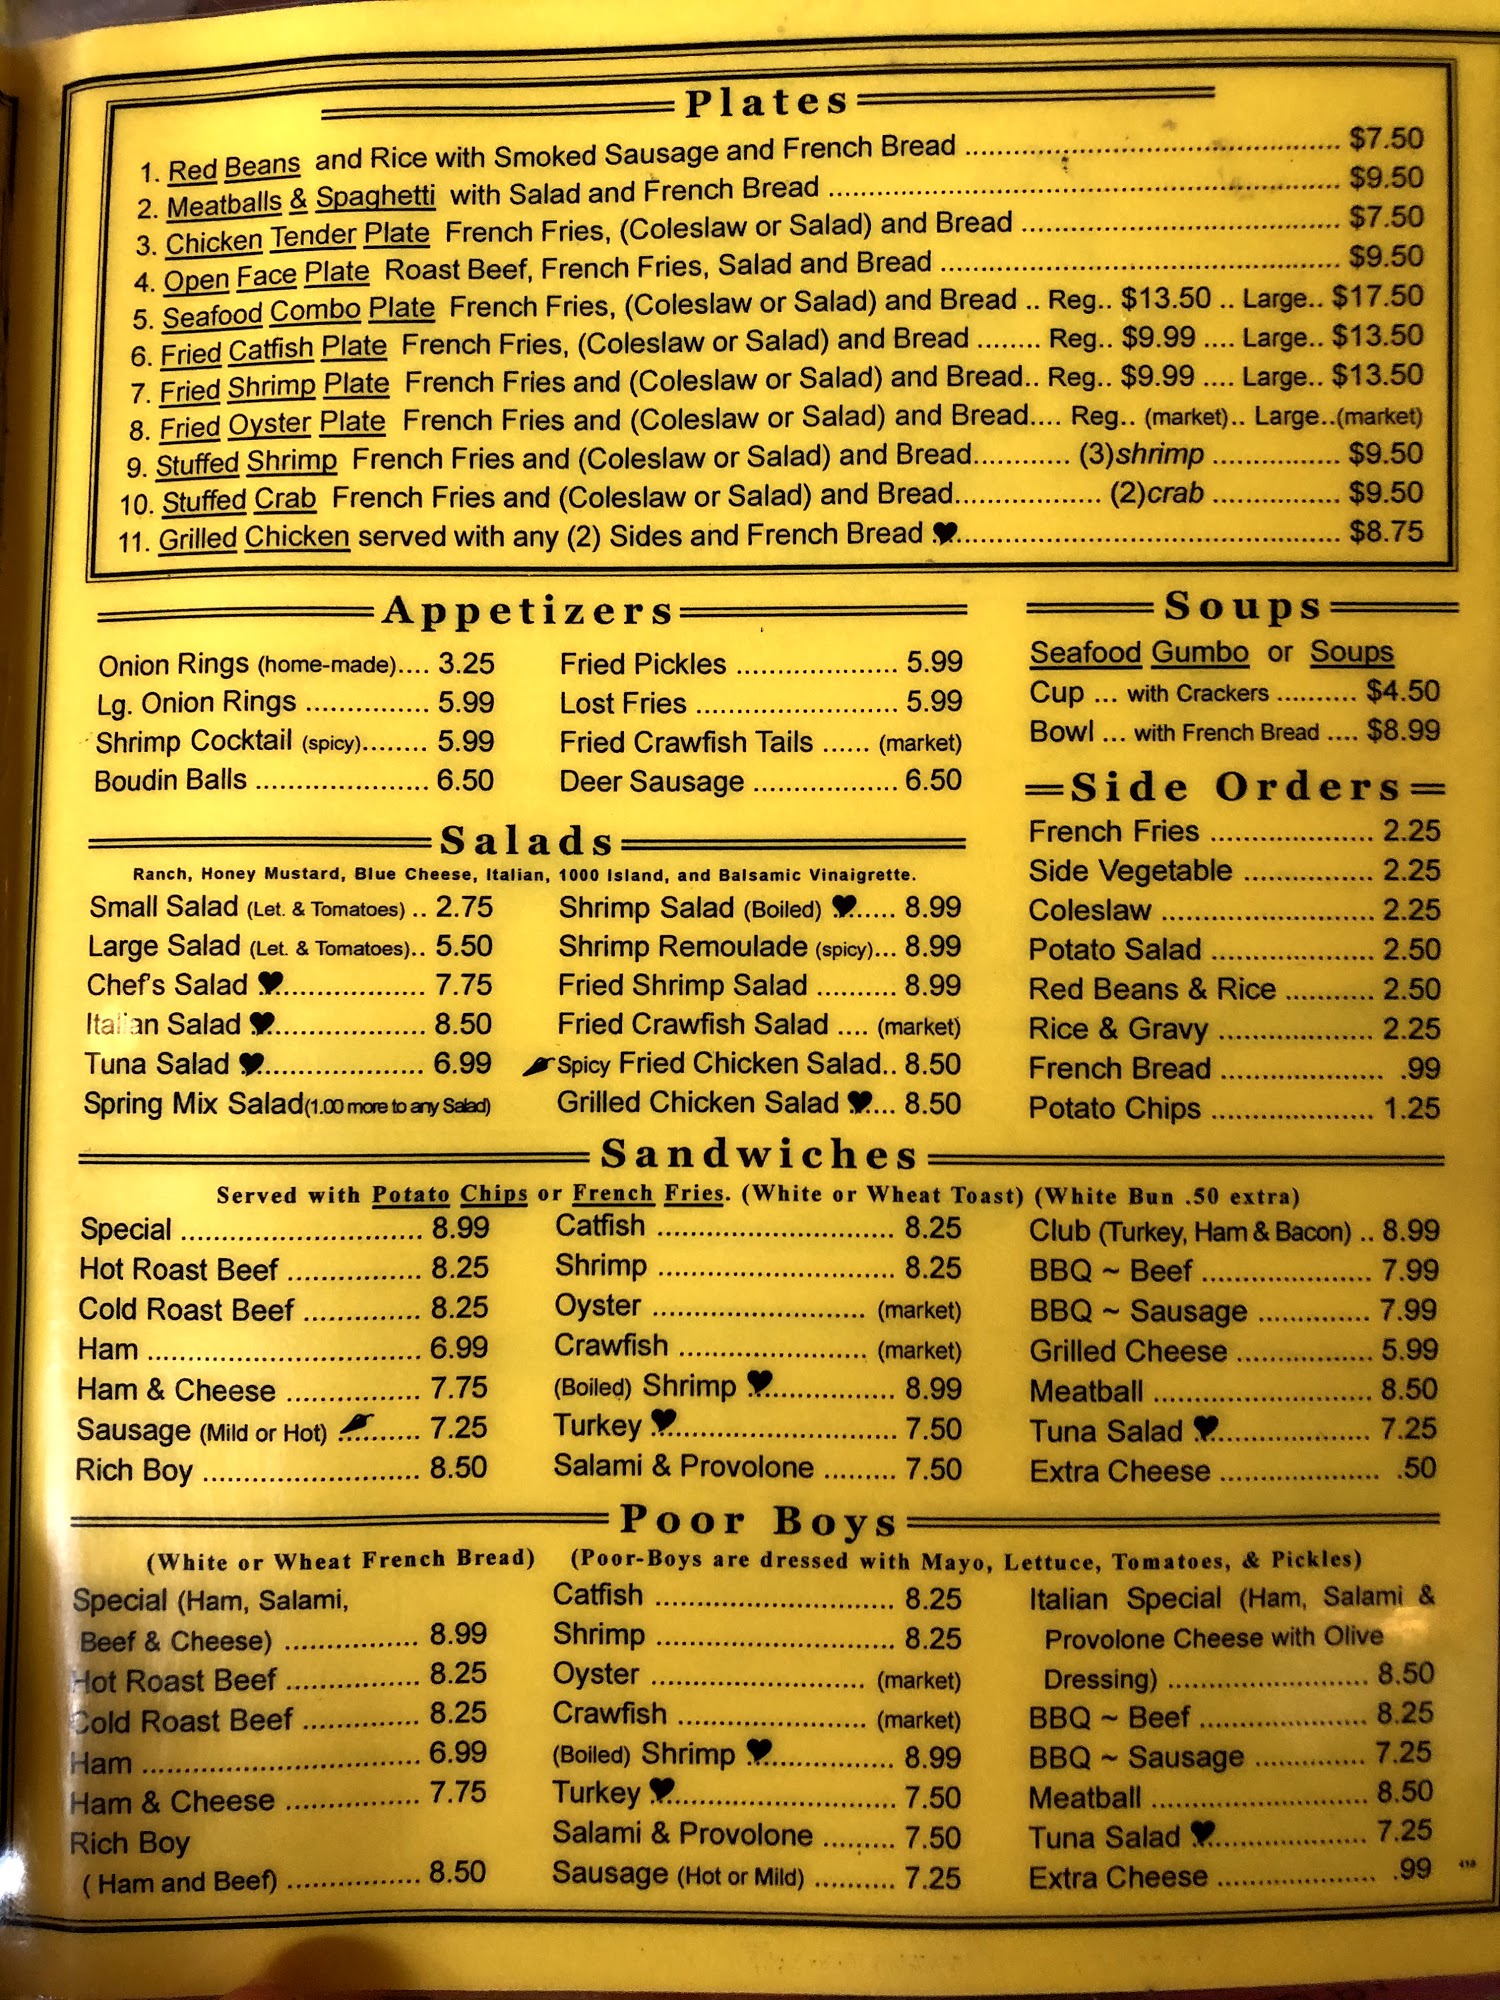 Plates
1. Red Beans and Rice with Smoked Sausage and French Bread ........ $7.50
2. Meatballs & Spaghetti with Salad and French Bread ........ $9.50
3. Chicken Tender Plate French Fries, (Coleslaw or Salad) and Bread ........ $7.50
4. Open Face Plate Roast Beef, French Fries, Salad and Bread ........ $9.50
5. Seafood Combo Plate French Fries, (Coleslaw or Salad) and Bread .. Reg.. $13.50 .. Large.. $17.50
6. Fried Catfish Plate French Fries, (Coleslaw or Salad) and Bread ........ Reg.. $9.99 .... Large.. $13.50
7. Fried Shrimp Plate French Fries and (Coleslaw or Salad) and Bread.. Reg.. $9.99 .... Large.. $13.50
8. Fried Oyster Plate French Fries and (Coleslaw or Salad) and Bread.... Reg.. (market).. Large..(market)
9. Stuffed Shrimp French Fries and (Coleslaw or Salad) and Bread............ (3)shrimp ............. $9.50
10. Stuffed Crab French Fries and (Coleslaw or Salad) and Bread.................. (2)crab .............. $9.50
11. Grilled Chicken served with any (2) Sides and French Bread ♥........ $8.75
Appetizers
Onion Rings (home-made).... 3.25
Lg. Onion Rings ............... 5.99
Shrimp Cocktail (spicy)........ 5.99
Boudin Balls ..................... 6.50
Fried Pickles .................... 5.99
Lost Fries ......................... 5.99
Fried Crawfish Tails ...... (market)
Deer Sausage .................. 6.50
Soups
Seafood Gumbo or Soups
Cup ... with Crackers .......... $4.50
Bowl ... with French Bread .... $8.99
Side Orders
French Fries .................... 2.25
Side Vegetable ................ 2.25
Coleslaw .......................... 2.25
Potato Salad .................... 2.50
Red Beans & Rice ........... 2.50
Rice & Gravy ................... 2.25
French Bread .................... .99
Potato Chips .................... 1.25
Salads
Ranch, Honey Mustard, Blue Cheese, Italian, 1000 Island, and Balsamic Vinaigrette.
Small Salad (Let. & Tomatoes) .. 2.75
Large Salad (Let. & Tomatoes).. 5.50
Chef's Salad ♥.................. 7.75
Italian Salad ♥................... 8.50
Tuna Salad ♥.................... 6.99
Spring Mix Salad(1.00 more to any Salad)
Shrimp Salad (Boiled) ♥..... 8.99
Shrimp Remoulade (spicy)... 8.99
Fried Shrimp Salad .......... 8.99
Fried Crawfish Salad .... (market)
Spicy Fried Chicken Salad.. 8.50
Grilled Chicken Salad ♥.... 8.50
Sandwiches
Served with Potato Chips or French Fries. (White or Wheat Toast) (White Bun .50 extra)
Special ............................. 8.99
Hot Roast Beef ................ 8.25
Cold Roast Beef .............. 8.25
Ham ................................. 6.99
Ham & Cheese ................ 7.75
Sausage (Mild or Hot) .......... 7.25
Rich Boy .......................... 8.50
Catfish ............................. 8.25
Shrimp ............................. 8.25
Oyster .......................... (market)
Crawfish ....................... (market)
(Boiled) Shrimp ♥............... 8.99
Turkey ♥........................... 7.50
Salami & Provolone ......... 7.50
Club (Turkey, Ham & Bacon) .. 8.99
BBQ ~ Beef ..................... 7.99
BBQ ~ Sausage .............. 7.99
Grilled Cheese ................ 5.99
Meatball ........................... 8.50
Tuna Salad ♥................... 7.25
Extra Cheese .................... .50
Poor Boys
(White or Wheat French Bread) (Poor-Boys are dressed with Mayo, Lettuce, Tomatoes, & Pickles)
Special (Ham, Salami,
Beef & Cheese) ................ 8.99
Hot Roast Beef ................ 8.25
Cold Roast Beef .............. 8.25
Ham .................................. 6.99
Ham & Cheese ................ 7.75
Rich Boy
( Ham and Beef) ................ 8.50
Catfish ............................. 8.25
Shrimp ............................. 8.25
Oyster .......................... (market)
Crawfish ....................... (market)
(Boiled) Shrimp ♥............... 8.99
Turkey ♥........................... 7.50
Salami & Provolone ......... 7.50
Sausage (Hot or Mild) .......... 7.25
Italian Special (Ham, Salami &
Provolone Cheese with Olive
Dressing) ........................ 8.50
BBQ ~ Beef ..................... 8.25
BBQ ~ Sausage .............. 7.25
Meatball ........................... 8.50
Tuna Salad ♥................... 7.25
Extra Cheese .................... .99